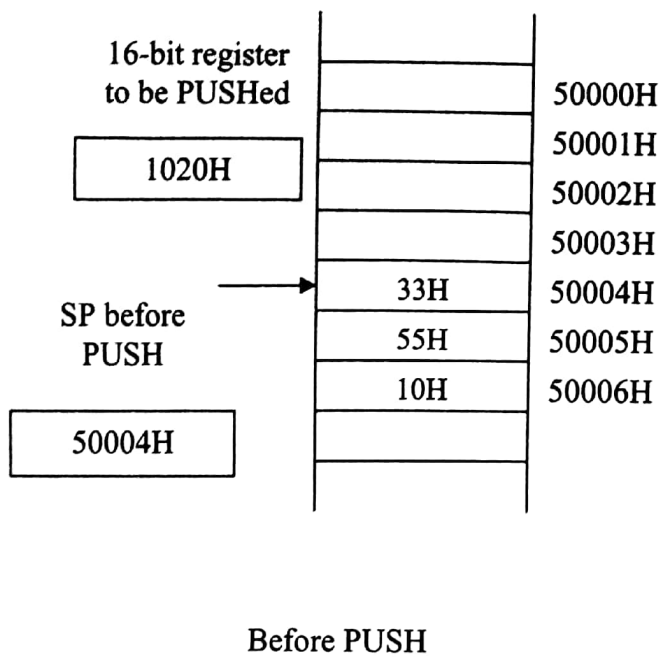 16-bit register
to be PUSHed
1020H
SP before
PUSH
50004H
50000H
50001H
50002H
50003H
33H 50004H
55H 50005H
10H 50006H
Before PUSH